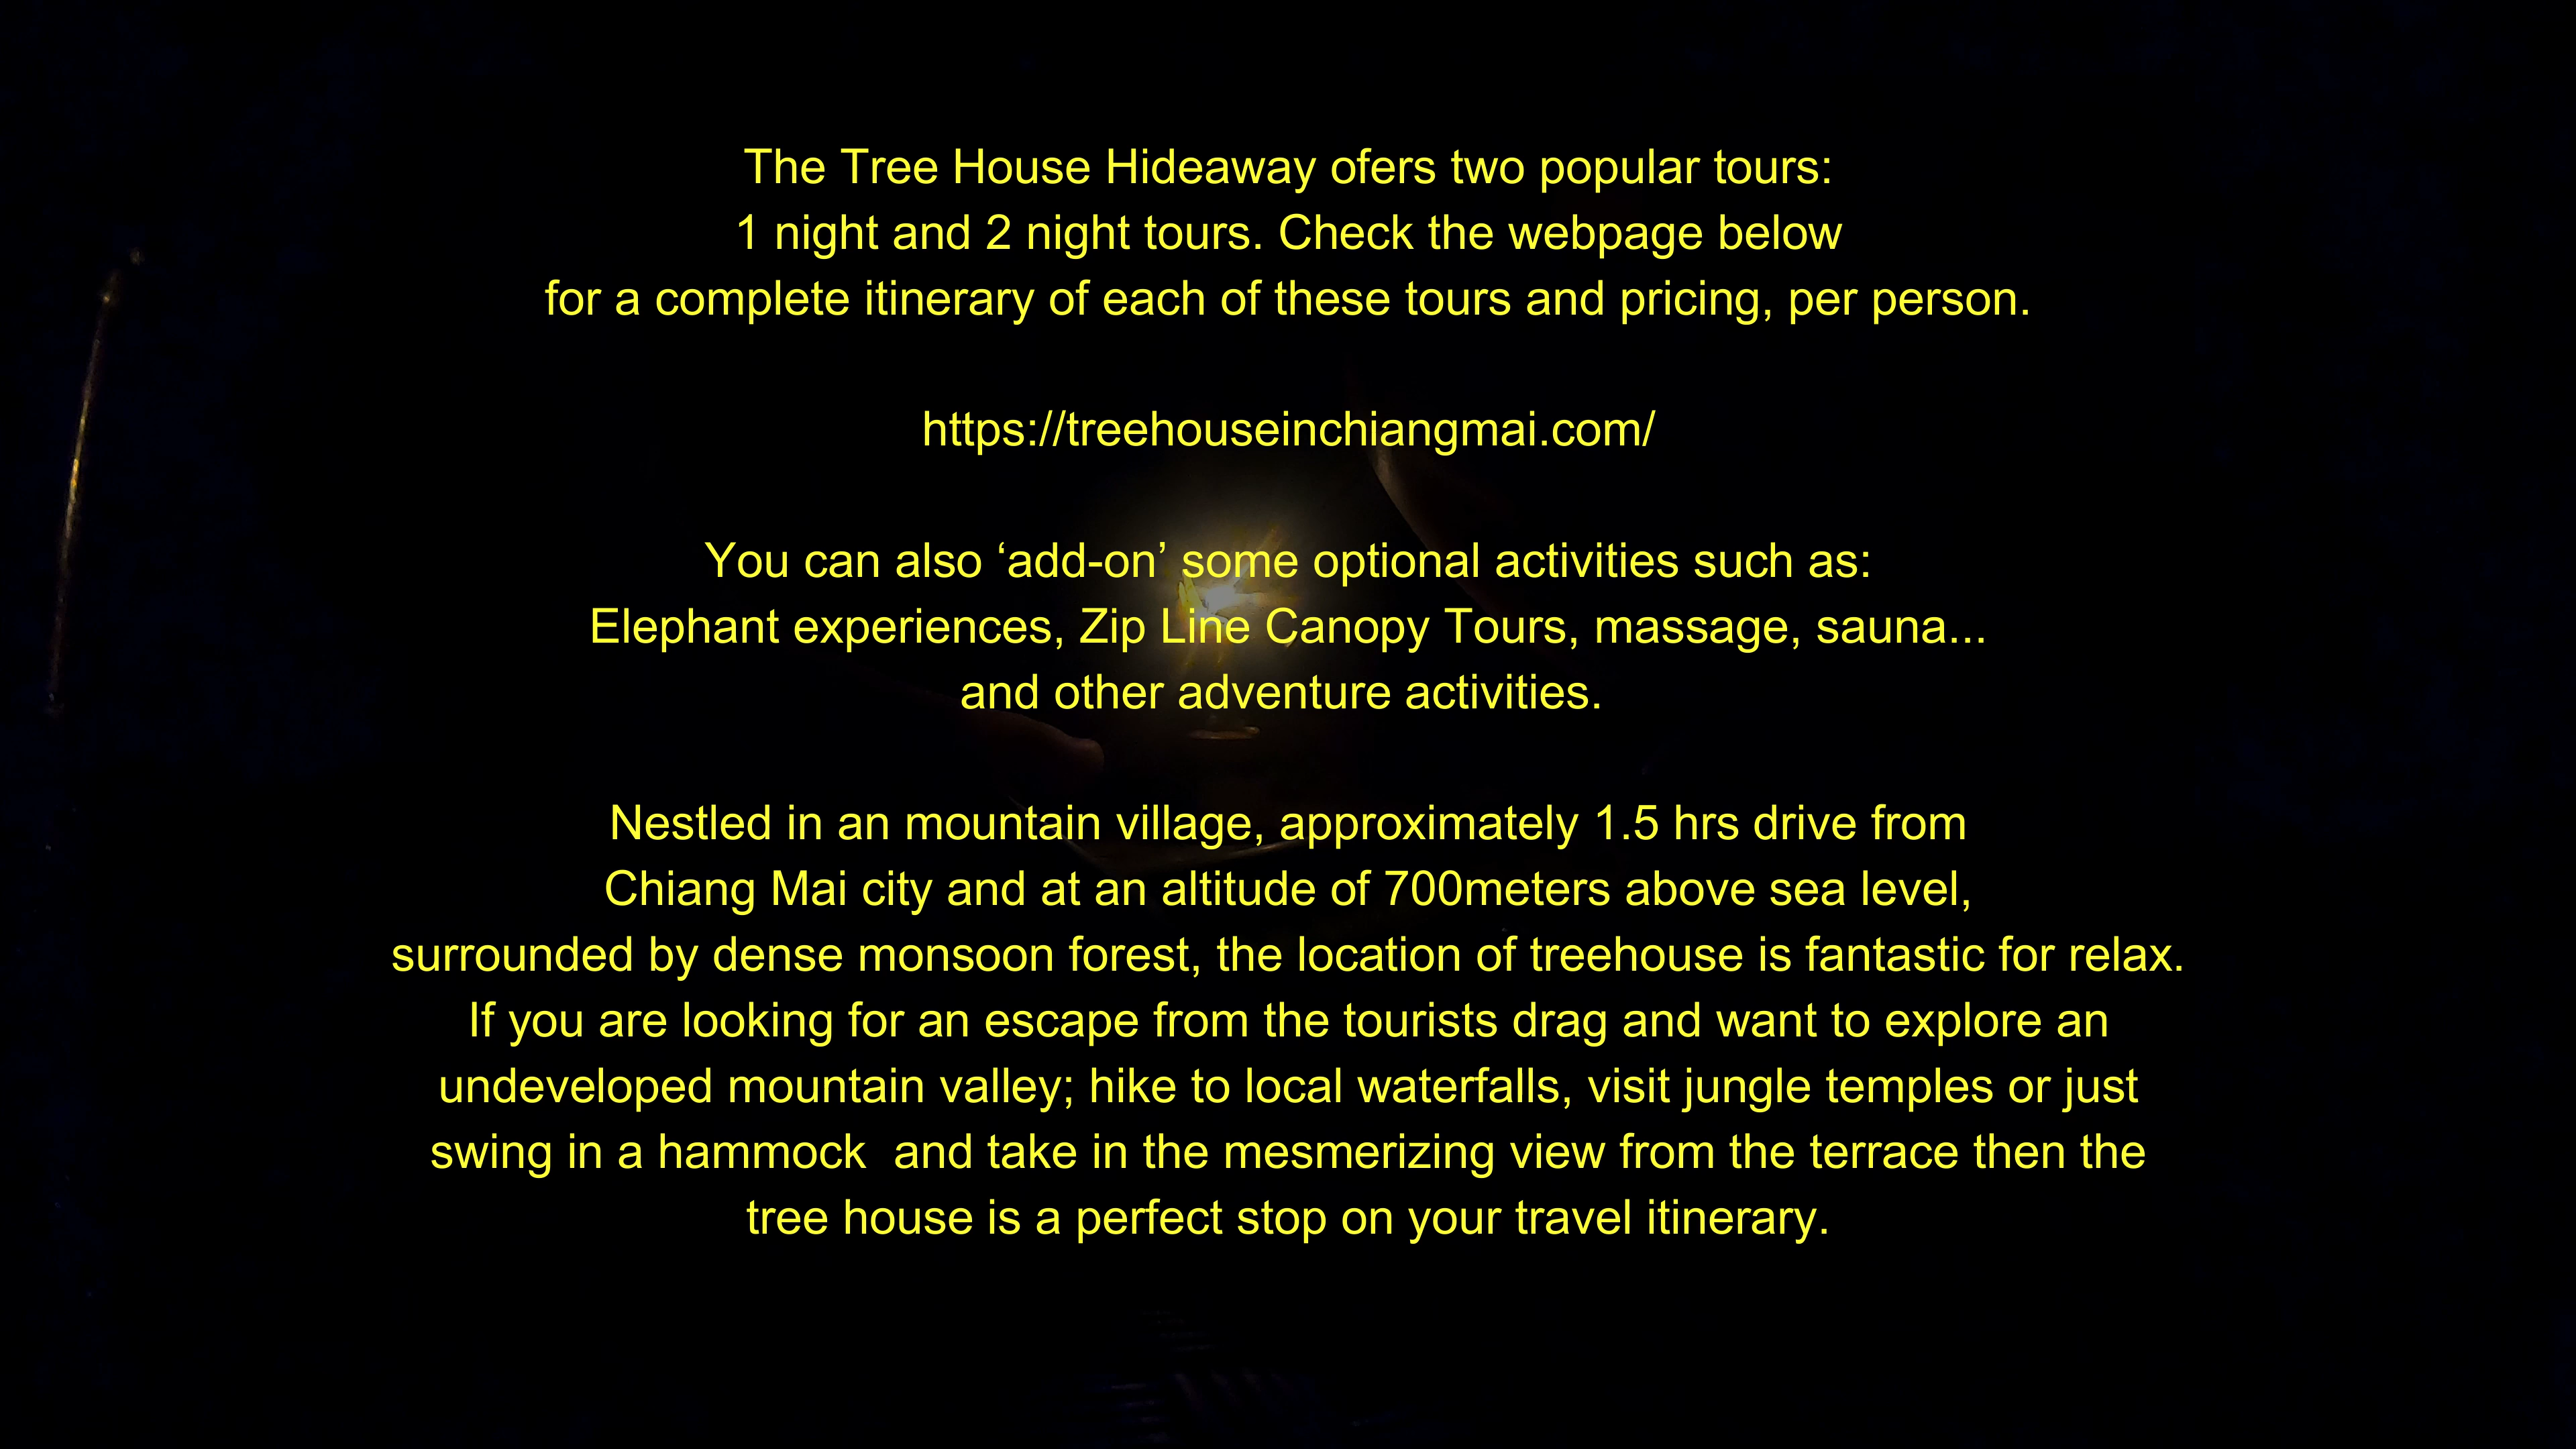 The Tree House Hideaway ofers two popular tours:
1 night and 2 night tours. Check the webpage below
for a complete itinerary of each of these tours and pricing, per person.
https://treehouseinchiangmai.com/
You can also ‘add-on’ some optional activities such as:
Elephant experiences, Zip Line Canopy Tours, massage, sauna...
and other adventure activities.
Nestled in an mountain village, approximately 1.5 hrs drive from
Chiang Mai city and at an altitude of 700meters above sea level,
surrounded by dense monsoon forest, the location of treehouse is fantastic for relax.
If you are looking for an escape from the tourists drag and want to explore an
undeveloped mountain valley; hike to local waterfalls, visit jungle temples or just
swing in a hammock  and take in the mesmerizing view from the terrace then the
tree house is a perfect stop on your travel itinerary.